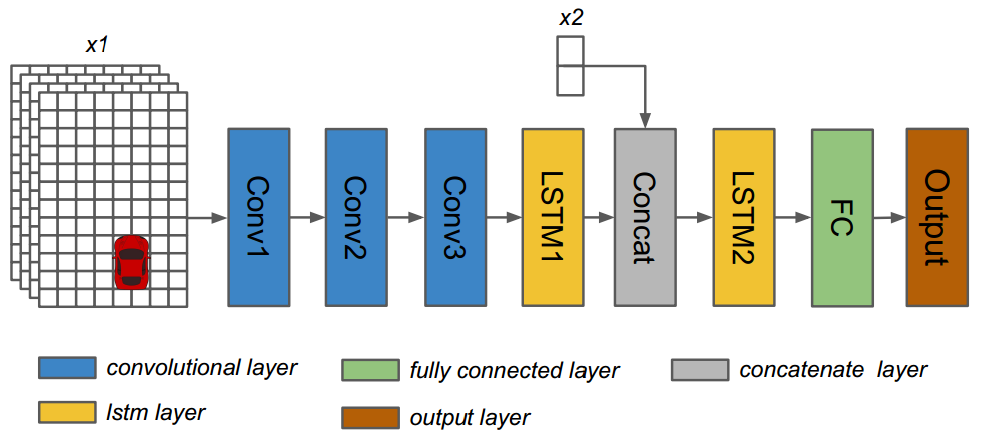 x1
x2
Conv1
Conv2
Conv3
LSTM1
Concat
LSTM2
FC
Output
convolutional layer
fully connected layer
concatenate layer
lstm layer
output layer